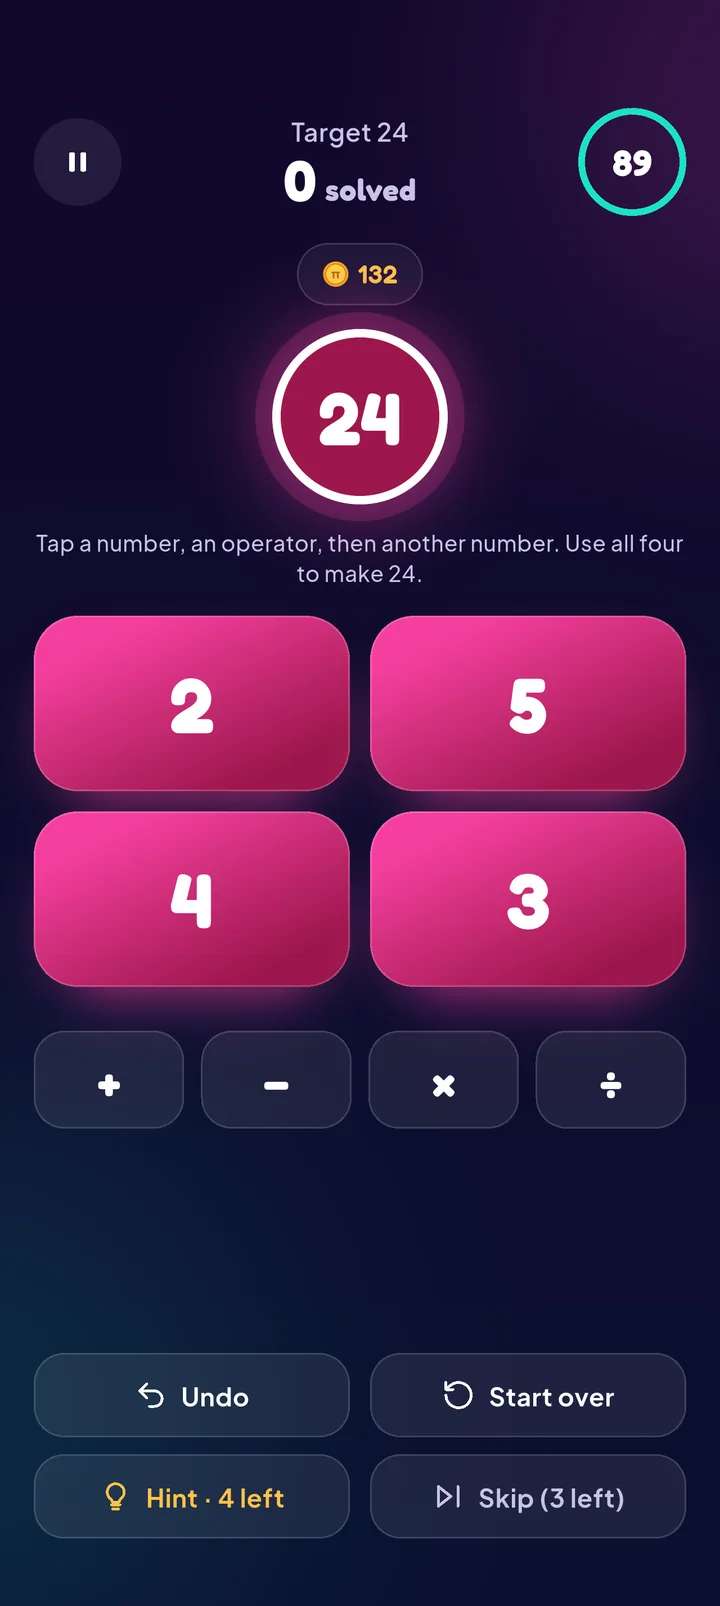 Target 24
0 solved
89
π 132
24
Tap a number, an operator, then another number. Use all four
to make 24.
2
5
4
3
+
−
×
÷
Undo
Start over
Hint · 4 left
Skip (3 left)